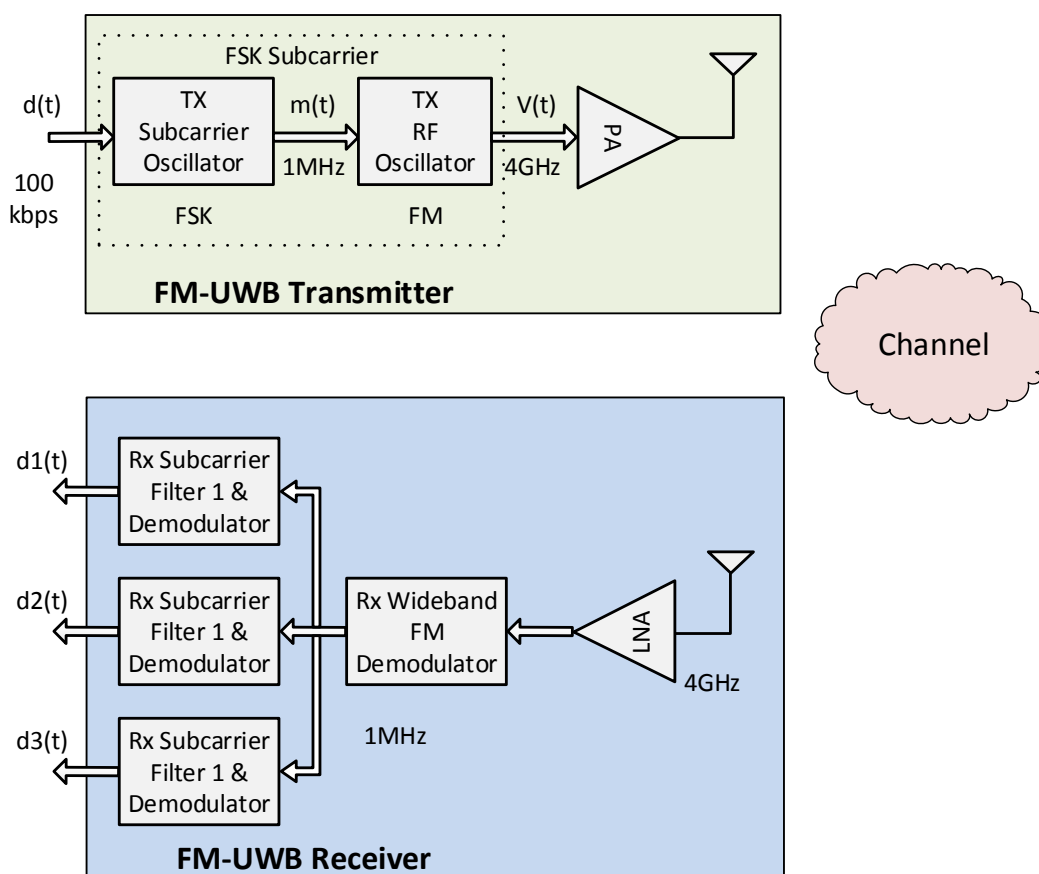 FSK Subcarrier
d(t)
TX
Subcarrier
Oscillator
m(t)
1MHz
TX
RF
Oscillator
V(t)
4GHz
PA
100
kbps
FSK
FM
FM-UWB Transmitter
Channel
d1(t)
Rx Subcarrier
Filter 1 &
Demodulator
d2(t)
Rx Subcarrier
Filter 1 &
Demodulator
Rx Wideband
FM
Demodulator
LNA
4GHz
d3(t)
Rx Subcarrier
Filter 1 &
Demodulator
1MHz
FM-UWB Receiver